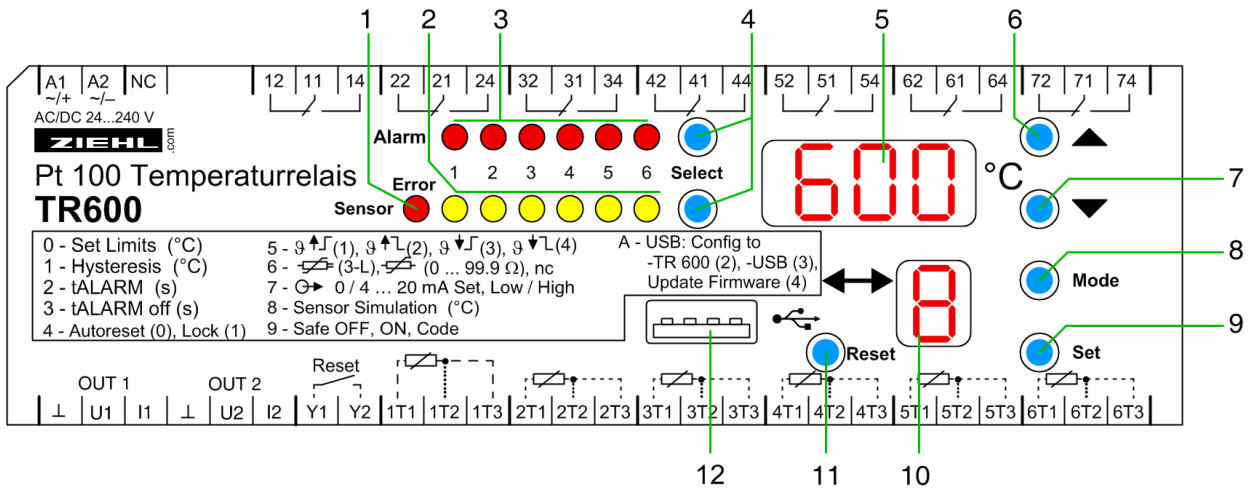 1 2 3 4 5 6
A1 A2 NC 12 11 14 22 21 24 32 31 34 42 41 44 52 51 54 62 61 64 72 71 74
~/+ ~/–
AC/DC 24...240 V
ZIEHL .com
Alarm
Pt 100 Temperaturrelais
TR600
1 2 3 4 5 6
Select
Error
Sensor
600 °C
7
0 - Set Limits (°C)
1 - Hysteresis (°C)
2 - tALARM (s)
3 - tALARM off (s)
4 - Autoreset (0), Lock (1)
5 - ϑ (1), ϑ (2), ϑ (3), ϑ (4)
6 - (3-L), (0 ... 99.9 Ω), nc
7 - 0 / 4 ... 20 mA Set, Low / High
8 - Sensor Simulation (°C)
9 - Safe OFF, ON, Code
A - USB: Config to
-TR 600 (2), -USB (3),
Update Firmware (4)
8
Mode
8
Set
9
Reset
Reset
OUT 1 OUT 2
⊥ U1 I1 ⊥ U2 I2 Y1 Y2 1T1 1T2 1T3 2T1 2T2 2T3 3T1 3T2 3T3 4T1 4T2 4T3 5T1 5T2 5T3 6T1 6T2 6T3
12 11 10